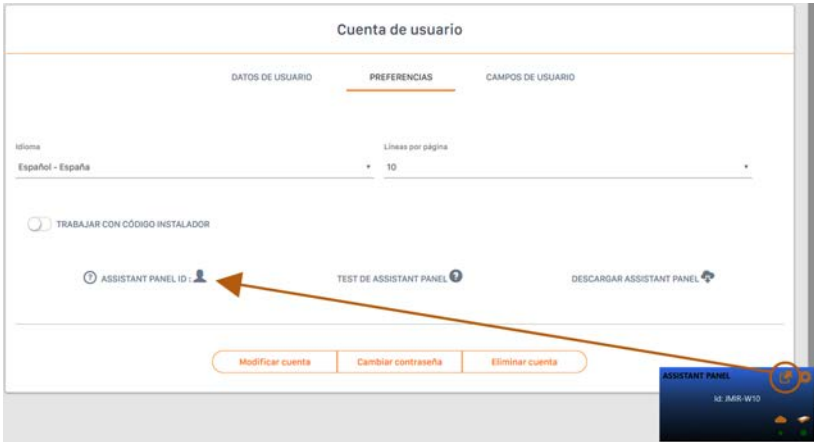 Cuenta de usuario
DATOS DE USUARIO PREFERENCIAS CAMPOS DE USUARIO
Idioma Líneas por página
Español - España 10
TRABAJAR CON CÓDIGO INSTALADOR
? ASSISTANT PANEL ID : TEST DE ASSISTANT PANEL ? DESCARGAR ASSISTANT PANEL
Modificar cuenta Cambiar contraseña Eliminar cuenta
ASSISTANT PANEL
Id: JMIR-W10